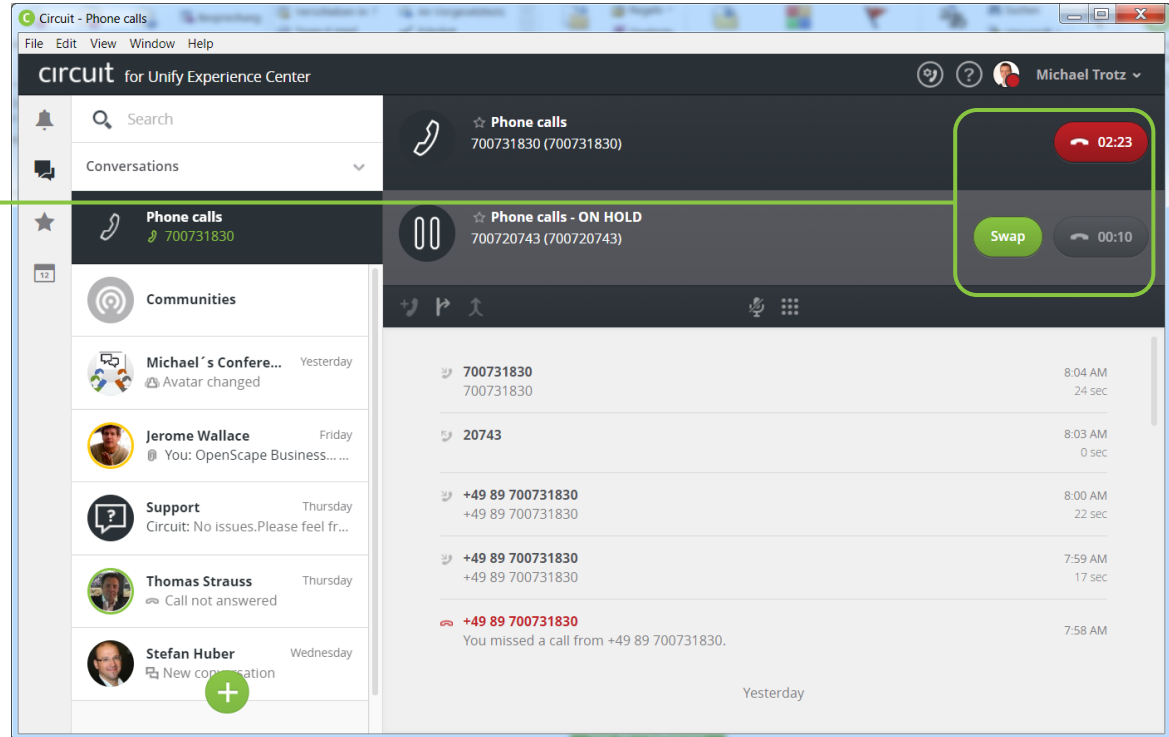 Circuit - Phone calls
File Edit View Window Help
circuit for Unify Experience Center
Michael Trotz
Search
Conversations
Phone calls
700731830
Communities
Michael´s Confere... Yesterday
Avatar changed
Jerome Wallace Friday
You: OpenScape Business... ...
Support Thursday
Circuit: No issues.Please feel fr...
Thomas Strauss Thursday
Call not answered
Stefan Huber Wednesday
New conversation
12
Phone calls
700731830 (700731830)
02:23
Phone calls - ON HOLD
700720743 (700720743)
Swap
00:10
700731830 8:04 AM
700731830 24 sec
20743 8:03 AM
0 sec
+49 89 700731830 8:00 AM
+49 89 700731830 22 sec
+49 89 700731830 7:59 AM
+49 89 700731830 17 sec
+49 89 700731830
You missed a call from +49 89 700731830.
7:58 AM
Yesterday